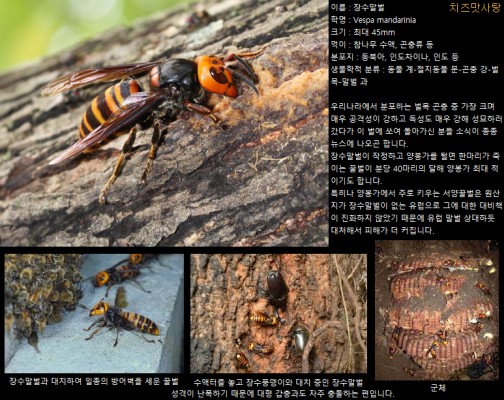 치즈맛사탕
이름 : 장수말벌
학명 : Vespa mandarinia
크기 : 최대 45mm
먹이 : 참나무 수액, 곤충류 등
분포지 : 동북아, 인도차이나, 인도 등
생물학적 분류 : 동물 계-절지동물 문-곤충 강-벌
목-말벌 과
우리나라에서 분포하는 벌목 곤충 중 가장 크며
매우 공격성이 강하고 독성도 매우 강해 성묘하러
갔다가 이 벌에 쏘여 돌아가신 분들 소식이 종종
뉴스에 나오곤 합니다.
장수말벌이 작정하고 양봉가를 털면 한마리가 죽
이는 꿀벌이 분당 40마리의 달해 양봉가 최대 적
이기도 합니다.
특히나 양봉가에서 주로 키우는 서양꿀벌은 원산
지가 장수말벌이 없는 유럽으로 그에 대한 대비책
이 진화하지 않았기 때문에 유럽 말벌 상대하듯
대처해서 피해가 더 커집니다.
장수말벌과 대치하여 일종의 방어벽을 세운 꿀벌
수액터를 놓고 장수풍뎅이와 대치 중인 장수말벌
성격이 난폭하기 때문에 대형 갑충과도 자주 충돌하는 편입니다.
군체